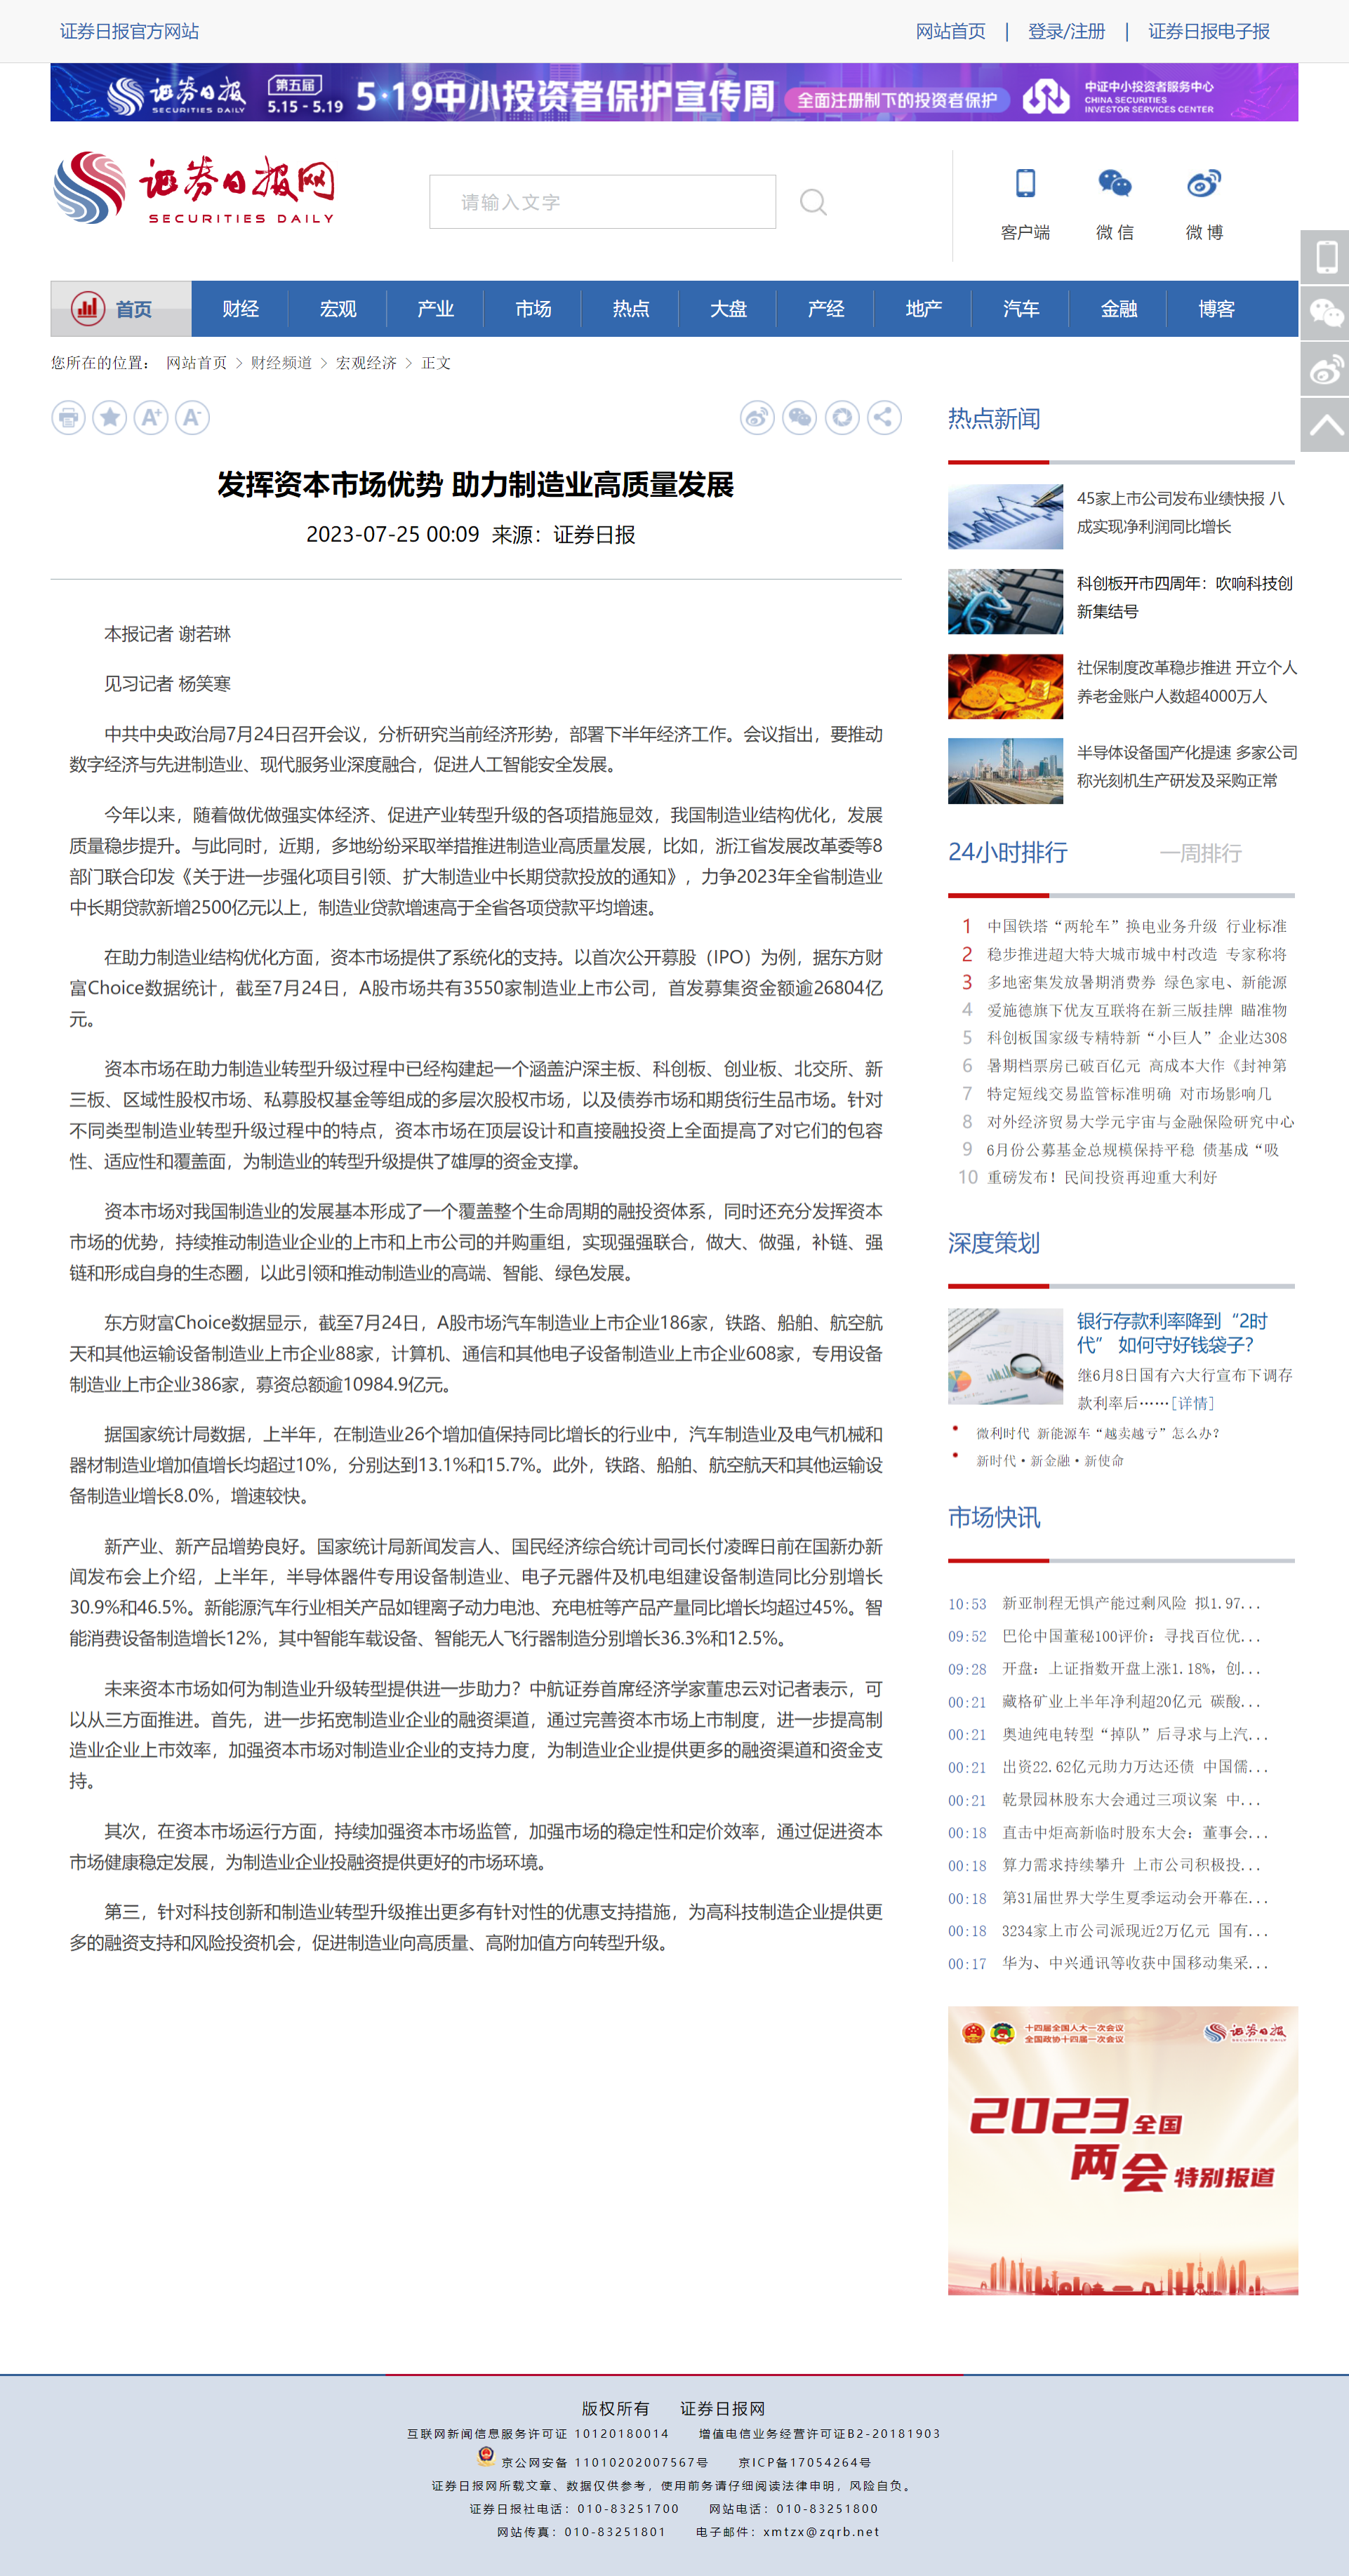 证券日报官方网站
网站首页 | 登录/注册 | 证券日报电子报
证券日报
SECURITIES DAILY
第五届
5.15 - 5.19
5·19中小投资者保护宣传周
全面注册制下的投资者保护
中证中小投资者服务中心
CHINA SECURITIES
INVESTOR SERVICES CENTER
证券日报网
SECURITIES DAILY
请输入文字
客户端 微 信 微 博
首页 财经 宏观 产业 市场 热点 大盘 产经 地产 汽车 金融 博客
您所在的位置： 网站首页 > 财经频道 > 宏观经济 > 正文
A+ A-
发挥资本市场优势 助力制造业高质量发展
2023-07-25 00:09 来源：证券日报
本报记者 谢若琳
见习记者 杨笑寒
中共中央政治局7月24日召开会议，分析研究当前经济形势，部署下半年经济工作。会议指出，要推动
数字经济与先进制造业、现代服务业深度融合，促进人工智能安全发展。
今年以来，随着做优做强实体经济、促进产业转型升级的各项措施显效，我国制造业结构优化，发展
质量稳步提升。与此同时，近期，多地纷纷采取举措推进制造业高质量发展，比如，浙江省发展改革委等8
部门联合印发《关于进一步强化项目引领、扩大制造业中长期贷款投放的通知》，力争2023年全省制造业
中长期贷款新增2500亿元以上，制造业贷款增速高于全省各项贷款平均增速。
在助力制造业结构优化方面，资本市场提供了系统化的支持。以首次公开募股（IPO）为例，据东方财
富Choice数据统计，截至7月24日，A股市场共有3550家制造业上市公司，首发募集资金额逾26804亿
元。
资本市场在助力制造业转型升级过程中已经构建起一个涵盖沪深主板、科创板、创业板、北交所、新
三板、区域性股权市场、私募股权基金等组成的多层次股权市场，以及债券市场和期货衍生品市场。针对
不同类型制造业转型升级过程中的特点，资本市场在顶层设计和直接融投资上全面提高了对它们的包容
性、适应性和覆盖面，为制造业的转型升级提供了雄厚的资金支撑。
资本市场对我国制造业的发展基本形成了一个覆盖整个生命周期的融投资体系，同时还充分发挥资本
市场的优势，持续推动制造业企业的上市和上市公司的并购重组，实现强强联合，做大、做强，补链、强
链和形成自身的生态圈，以此引领和推动制造业的高端、智能、绿色发展。
东方财富Choice数据显示，截至7月24日，A股市场汽车制造业上市企业186家，铁路、船舶、航空航
天和其他运输设备制造业上市企业88家，计算机、通信和其他电子设备制造业上市企业608家，专用设备
制造业上市企业386家，募资总额逾10984.9亿元。
据国家统计局数据，上半年，在制造业26个增加值保持同比增长的行业中，汽车制造业及电气机械和
器材制造业增加值增长均超过10%，分别达到13.1%和15.7%。此外，铁路、船舶、航空航天和其他运输设
备制造业增长8.0%，增速较快。
新产业、新产品增势良好。国家统计局新闻发言人、国民经济综合统计司司长付凌晖日前在国新办新
闻发布会上介绍，上半年，半导体器件专用设备制造业、电子元器件及机电组建设备制造同比分别增长
30.9%和46.5%。新能源汽车行业相关产品如锂离子动力电池、充电桩等产品产量同比增长均超过45%。智
能消费设备制造增长12%，其中智能车载设备、智能无人飞行器制造分别增长36.3%和12.5%。
未来资本市场如何为制造业升级转型提供进一步助力？中航证券首席经济学家董忠云对记者表示，可
以从三方面推进。首先，进一步拓宽制造业企业的融资渠道，通过完善资本市场上市制度，进一步提高制
造业企业上市效率，加强资本市场对制造业企业的支持力度，为制造业企业提供更多的融资渠道和资金支
持。
其次，在资本市场运行方面，持续加强资本市场监管，加强市场的稳定性和定价效率，通过促进资本
市场健康稳定发展，为制造业企业投融资提供更好的市场环境。
第三，针对科技创新和制造业转型升级推出更多有针对性的优惠支持措施，为高科技制造企业提供更
多的融资支持和风险投资机会，促进制造业向高质量、高附加值方向转型升级。
热点新闻
45家上市公司发布业绩快报 八
成实现净利润同比增长
科创板开市四周年：吹响科技创
新集结号
社保制度改革稳步推进 开立个人
养老金账户人数超4000万人
半导体设备国产化提速 多家公司
称光刻机生产研发及采购正常
24小时排行 一周排行
1 中国铁塔“两轮车”换电业务升级 行业标准
2 稳步推进超大特大城市城中村改造 专家称将
3 多地密集发放暑期消费券 绿色家电、新能源
4 爱施德旗下优友互联将在新三版挂牌 瞄准物
5 科创板国家级专精特新“小巨人”企业达308
6 暑期档票房已破百亿元 高成本大作《封神第
7 特定短线交易监管标准明确 对市场影响几
8 对外经济贸易大学元宇宙与金融保险研究中心
9 6月份公募基金总规模保持平稳 债基成“吸
10 重磅发布！民间投资再迎重大利好
深度策划
银行存款利率降到“2时
代” 如何守好钱袋子？
继6月8日国有六大行宣布下调存
款利率后……[详情]
微利时代 新能源车“越卖越亏”怎么办？
新时代·新金融·新使命
市场快讯
10:53 新亚制程无惧产能过剩风险 拟1.97...
09:52 巴伦中国董秘100评价：寻找百位优...
09:28 开盘：上证指数开盘上涨1.18%，创...
00:21 藏格矿业上半年净利超20亿元 碳酸...
00:21 奥迪纯电转型“掉队”后寻求与上汽...
00:21 出资22.62亿元助力万达还债 中国儒...
00:21 乾景园林股东大会通过三项议案 中...
00:18 直击中炬高新临时股东大会：董事会...
00:18 算力需求持续攀升 上市公司积极投...
00:18 第31届世界大学生夏季运动会开幕在...
00:18 3234家上市公司派现近2万亿元 国有...
00:17 华为、中兴通讯等收获中国移动集采...
十四届全国人大一次会议
全国政协十四届一次会议
证券日报
SECURITIES DAILY
2023全国
两会特别报道
版权所有 证券日报网
互联网新闻信息服务许可证 10120180014 增值电信业务经营许可证B2-20181903
京公网安备 11010202007567号 京ICP备17054264号
证券日报网所载文章、数据仅供参考，使用前务请仔细阅读法律申明，风险自负。
证券日报社电话：010-83251700 网站电话：010-83251800
网站传真：010-83251801 电子邮件：xmtzx@zqrb.net